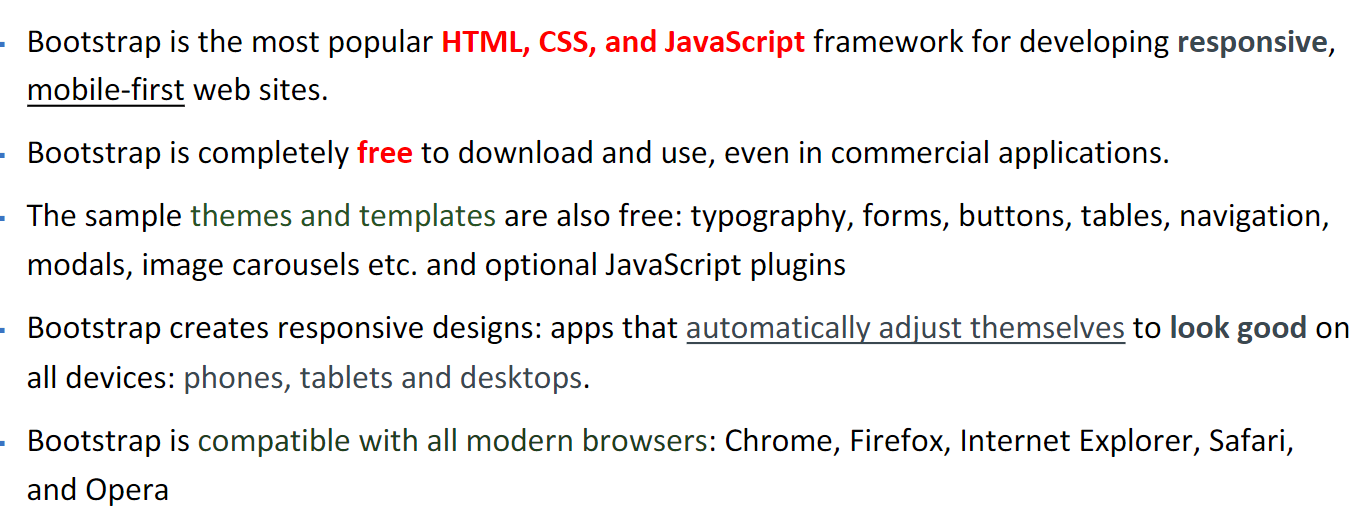 Bootstrap is the most popular HTML, CSS, and JavaScript framework for developing responsive,
mobile-first web sites.
Bootstrap is completely free to download and use, even in commercial applications.
The sample themes and templates are also free: typography, forms, buttons, tables, navigation,
modals, image carousels etc. and optional JavaScript plugins
Bootstrap creates responsive designs: apps that automatically adjust themselves to look good on
all devices: phones, tablets and desktops.
Bootstrap is compatible with all modern browsers: Chrome, Firefox, Internet Explorer, Safari,
and Opera